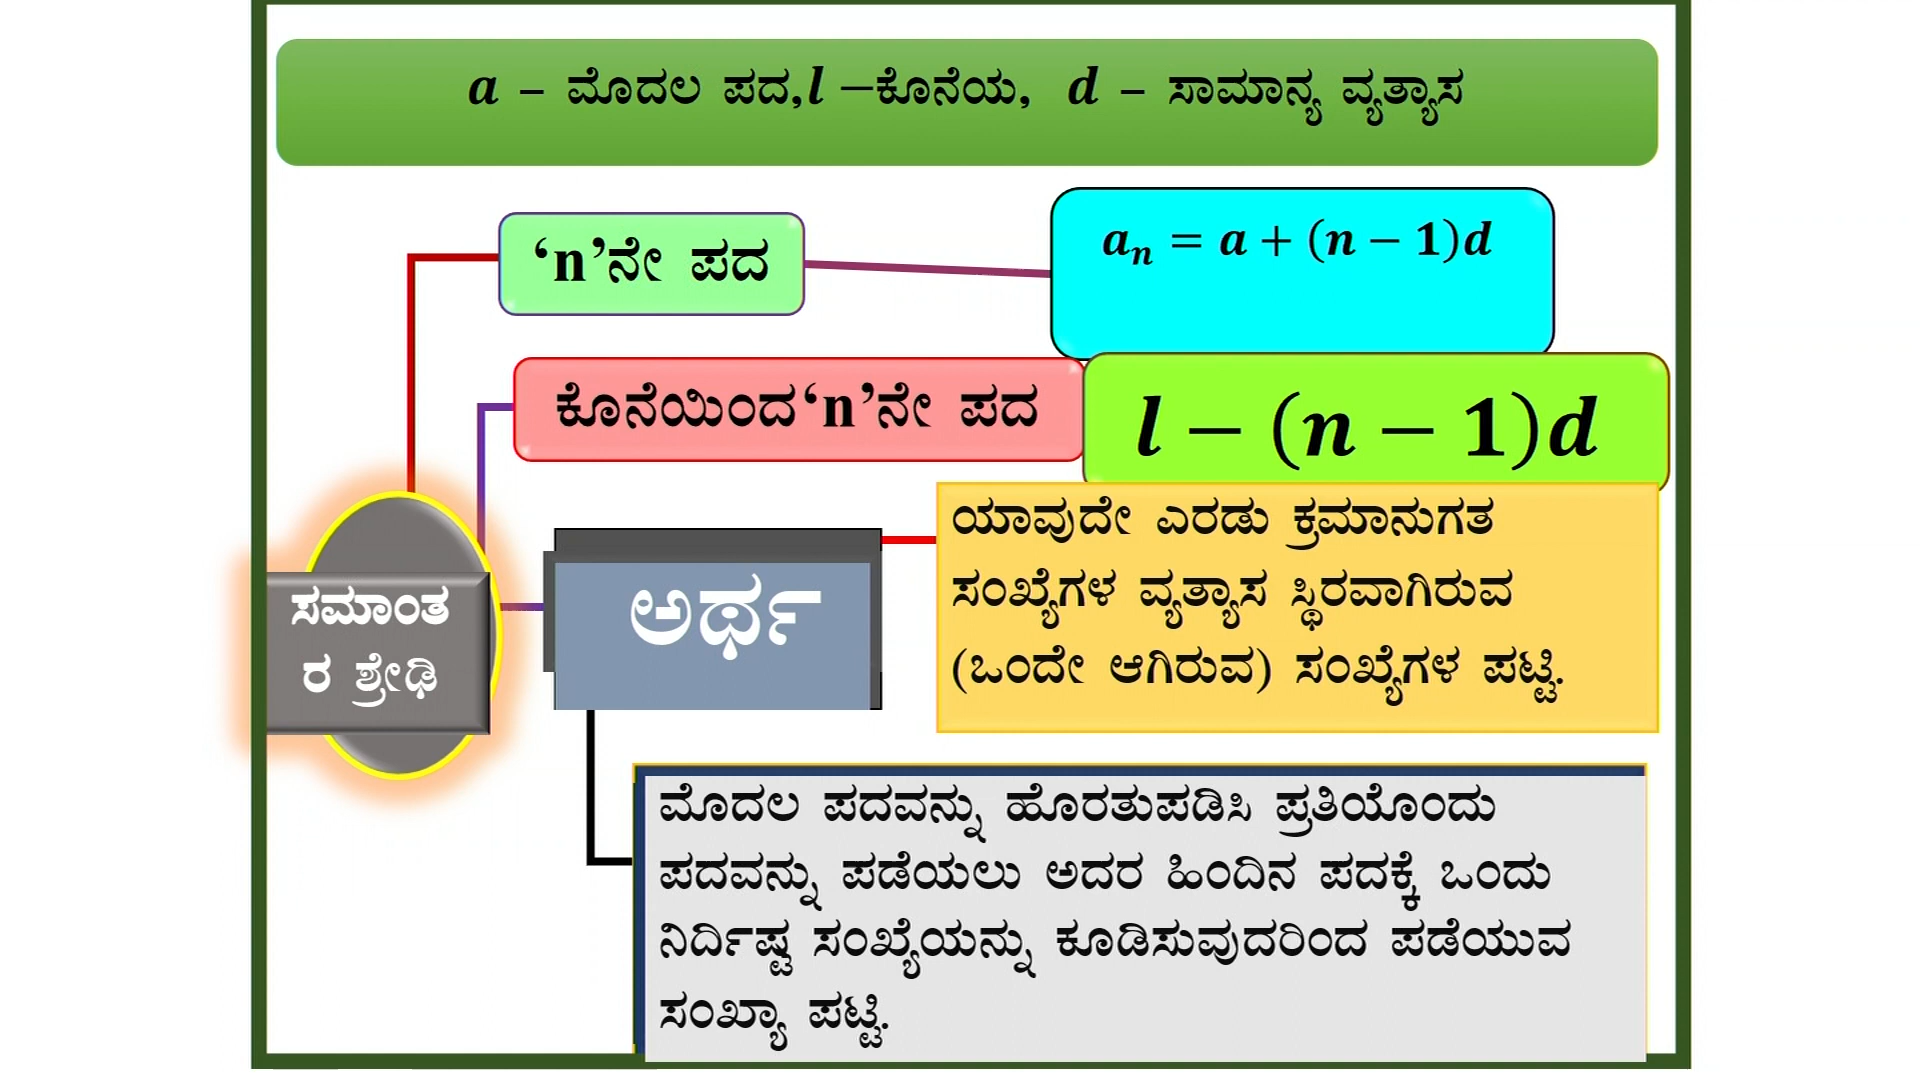 a – ಮೊದಲ ಪದ, l –ಕೊನೆಯ, d – ಸಾಮಾನ್ಯ ವ್ಯತ್ಯಾಸ
‘n’ನೇ ಪದ
aₙ = a + (n − 1)d
ಕೊನೆಯಿಂದ‘n’ನೇ ಪದ
l − (n − 1)d
ಸಮಾಂತ
ರ ಶ್ರೇಢಿ
ಅರ್ಥ
ಯಾವುದೇ ಎರಡು ಕ್ರಮಾನುಗತ
ಸಂಖ್ಯೆಗಳ ವ್ಯತ್ಯಾಸ ಸ್ಥಿರವಾಗಿರುವ
(ಒಂದೇ ಆಗಿರುವ) ಸಂಖ್ಯೆಗಳ ಪಟ್ಟಿ.
ಮೊದಲ ಪದವನ್ನು ಹೊರತುಪಡಿಸಿ ಪ್ರತಿಯೊಂದು
ಪದವನ್ನು ಪಡೆಯಲು ಅದರ ಹಿಂದಿನ ಪದಕ್ಕೆ ಒಂದು
ನಿರ್ದಿಷ್ಟ ಸಂಖ್ಯೆಯನ್ನು ಕೂಡಿಸುವುದರಿಂದ ಪಡೆಯುವ
ಸಂಖ್ಯಾ ಪಟ್ಟಿ.